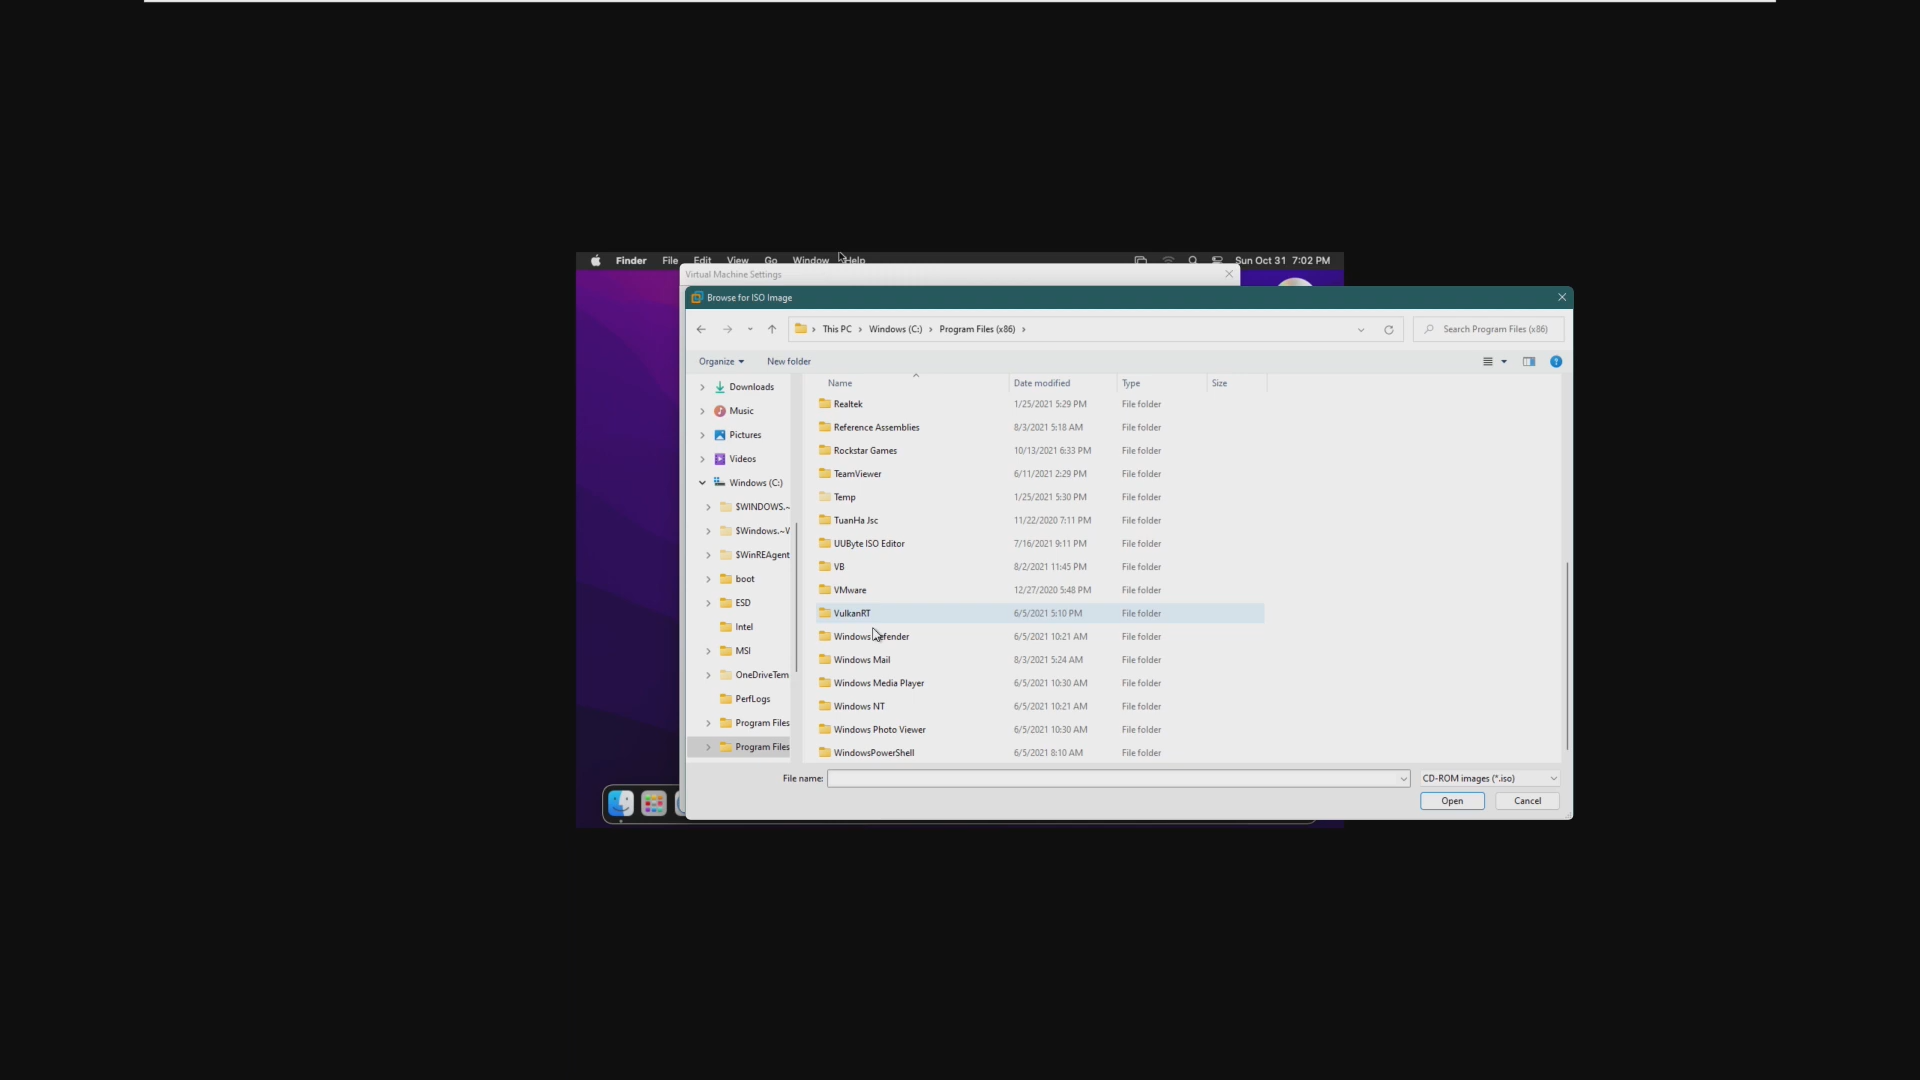 Finder File Edit View Go Window Help Sun Oct 31 7:02 PM
Virtual Machine Settings
Browse for ISO Image
This PC > Windows (C:) > Program Files (x86) >
Search Program Files (x86)
Organize New folder
Name Date modified Type Size
Downloads
Music
Pictures
Videos
Windows (C:)
$WINDOWS.~
$Windows.~V
$WinREAgent
boot
ESD
Intel
MSI
OneDriveTem
PerfLogs
Program Files
Program Files
Realtek 1/25/2021 5:29 PM File folder
Reference Assemblies 8/3/2021 5:18 AM File folder
Rockstar Games 10/13/2021 6:33 PM File folder
TeamViewer 6/11/2021 2:29 PM File folder
Temp 1/25/2021 5:30 PM File folder
TuanHa Jsc 11/22/2020 7:11 PM File folder
UUByte ISO Editor 7/16/2021 9:11 PM File folder
VB 8/2/2021 11:45 PM File folder
VMware 12/27/2020 5:48 PM File folder
VulkanRT 6/5/2021 5:10 PM File folder
Windows Defender 6/5/2021 10:21 AM File folder
Windows Mail 8/3/2021 5:24 AM File folder
Windows Media Player 6/5/2021 10:30 AM File folder
Windows NT 6/5/2021 10:21 AM File folder
Windows Photo Viewer 6/5/2021 10:30 AM File folder
WindowsPowerShell 6/5/2021 8:10 AM File folder
File name: CD-ROM images (*.iso)
Open Cancel